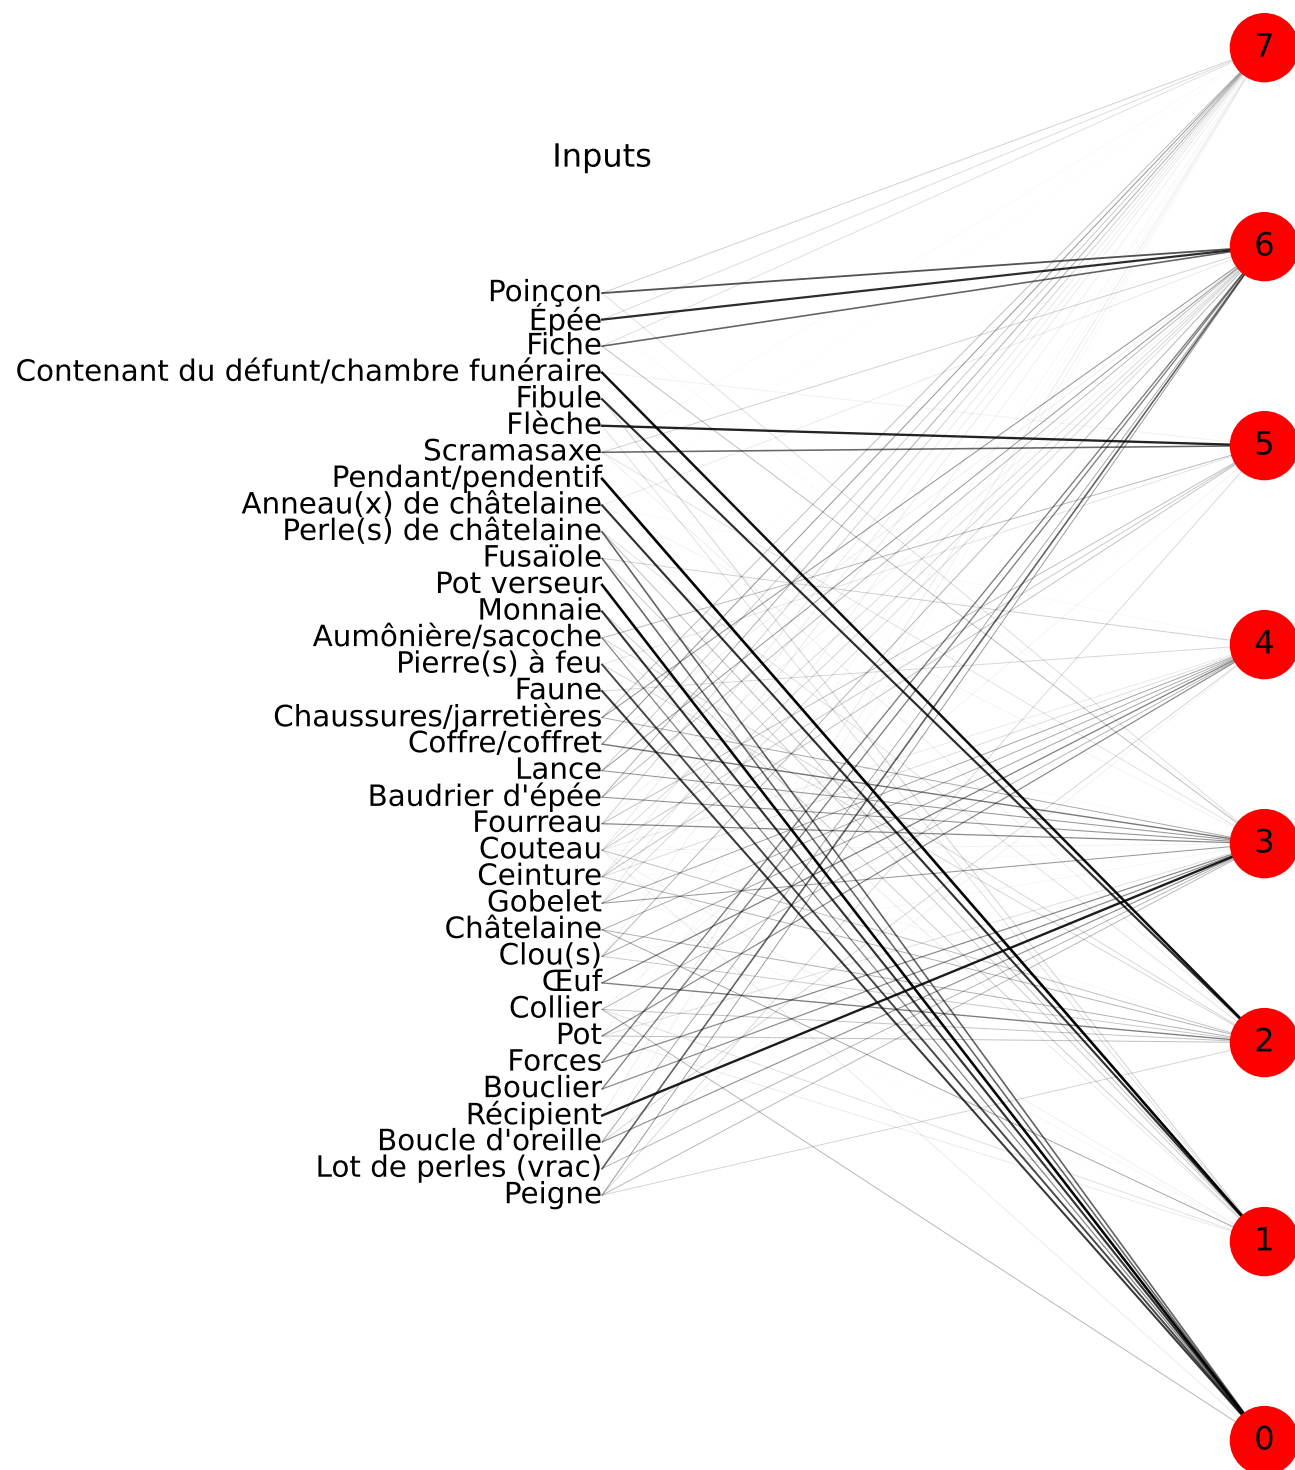 7
Inputs
6
Poinçon
Épée
Fiche
Contenant du défunt/chambre funéraire
Fibule
Flèche
5
Scramasaxe
Pendant/pendentif
Anneau(x) de châtelaine
Perle(s) de châtelaine
Fusaïole
Pot verseur
Monnaie
Aumônière/sacoche
4
Pierre(s) à feu
Faune
Chaussures/jarretières
Coffre/coffret
Lance
Baudrier d'épée
Fourreau
3
Couteau
Ceinture
Gobelet
Châtelaine
Clou(s)
Œuf
Collier
Pot
2
Forces
Bouclier
Récipient
Boucle d'oreille
Lot de perles (vrac)
Peigne
1
0